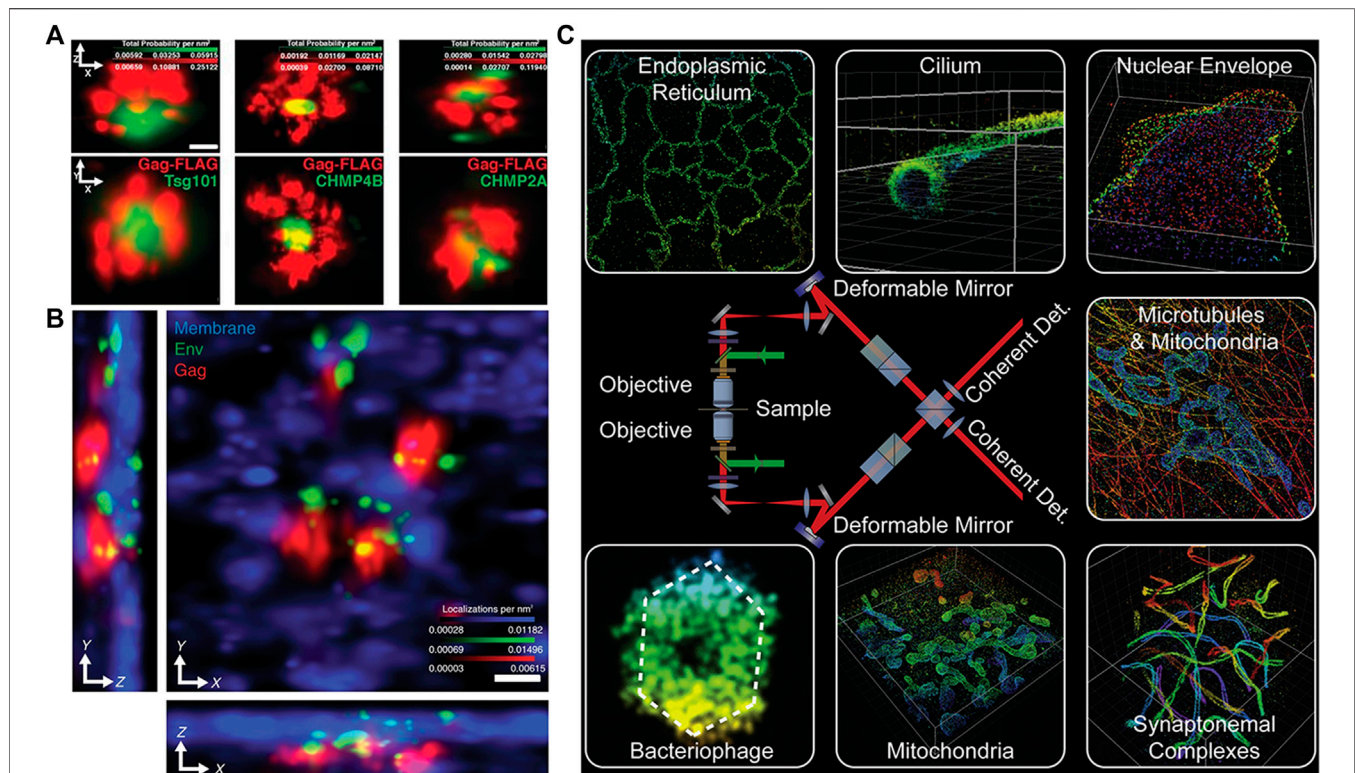 A
Z
X
Total Probability per nm²
0.00592 0.03253 0.05915
0.00659 0.10881 0.25122
Total Probability per nm²
0.00192 0.01169 0.02147
0.00039 0.02700 0.08710
Total Probability per nm²
0.00280 0.01542 0.02798
0.00014 0.02707 0.11940
Y
X
Gag-FLAG
Tsg101
Gag-FLAG
CHMP4B
Gag-FLAG
CHMP2A
B
Y
Z
Membrane
Env
Gag
Localizations per nm²
0.00028 0.01182
0.00069 0.01496
0.00003 0.00615
Y
X
Z
X
C
Endoplasmic
Reticulum
Cilium
Nuclear Envelope
Deformable Mirror
Objective
Sample
Objective
Coherent Det.
Coherent Det.
Deformable Mirror
Microtubules
& Mitochondria
Bacteriophage
Mitochondria
Synaptonemal
Complexes